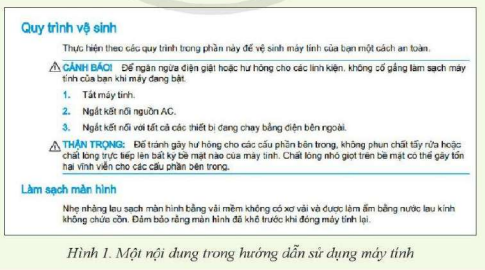 Quy trình vệ sinh
Thực hiện theo các quy trình trong phần này để vệ sinh máy tính của bạn một cách an toàn.
CẢNH BÁO! Để ngăn ngừa điện giật hoặc hư hỏng cho các linh kiện, không cố gắng làm sạch máy
tính của bạn khi máy đang bật.
1. Tắt máy tính.
2. Ngắt kết nối nguồn AC.
3. Ngắt kết nối với tất cả các thiết bị đang chạy bằng điện bên ngoài.
THẬN TRỌNG: Để tránh gây hư hỏng cho các cấu phần bên trong, không phun chất tẩy rửa hoặc
chất lỏng trực tiếp lên bất kỳ bề mặt nào của máy tính. Chất lỏng nhỏ giọt trên bề mặt có thể gây tổn
hại vĩnh viễn cho các cấu phần bên trong.
Làm sạch màn hình
Nhẹ nhàng lau sạch màn hình bằng vải mềm không có xơ vải và được làm ẩm bằng nước lau kính
không chứa cồn. Đảm bảo rằng màn hình đã khô trước khi đóng máy tính lại.
Hình 1. Một nội dung trong hướng dẫn sử dụng máy tính